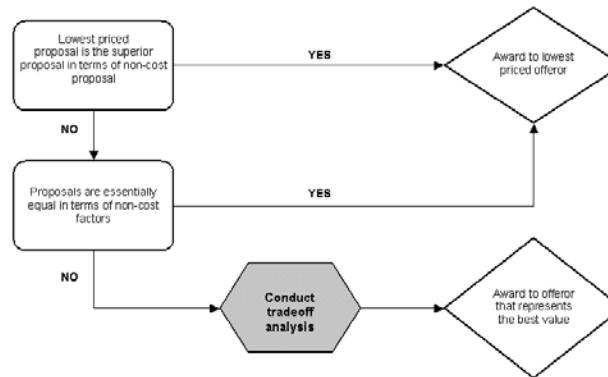 Lowest priced
proposal is the superior
proposal in terms of non-cost
proposal
YES
Award to lowest
priced offeror
NO
Proposals are essentially
equal in terms of non-cost
factors
YES
NO
Conduct
tradeoff
analysis
Award to offeror
that represents
the best value